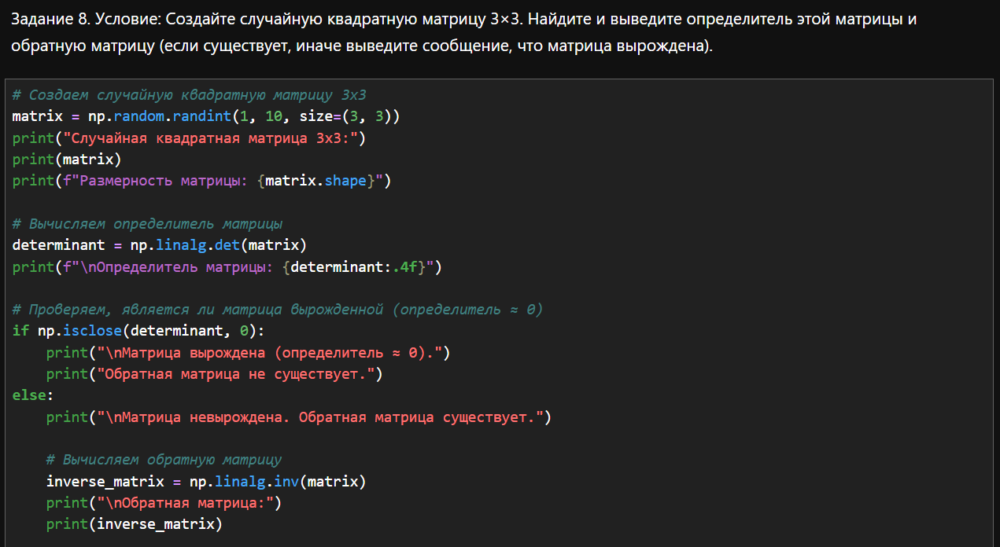 Задание 8. Условие: Создайте случайную квадратную матрицу 3×3. Найдите и выведите определитель этой матрицы и
обратную матрицу (если существует, иначе выведите сообщение, что матрица вырождена).
# Создаем случайную квадратную матрицу 3x3
matrix = np.random.randint(1, 10, size=(3, 3))
print("Случайная квадратная матрица 3x3:")
print(matrix)
print(f"Размерность матрицы: {matrix.shape}")
# Вычисляем определитель матрицы
determinant = np.linalg.det(matrix)
print(f"\nОпределитель матрицы: {determinant:.4f}")
# Проверяем, является ли матрица вырожденной (определитель ≈ 0)
if np.isclose(determinant, 0):
    print("\nМатрица вырождена (определитель ≈ 0).")
    print("Обратная матрица не существует.")
else:
    print("\nМатрица невырождена. Обратная матрица существует.")
    # Вычисляем обратную матрицу
    inverse_matrix = np.linalg.inv(matrix)
    print("\nОбратная матрица:")
    print(inverse_matrix)